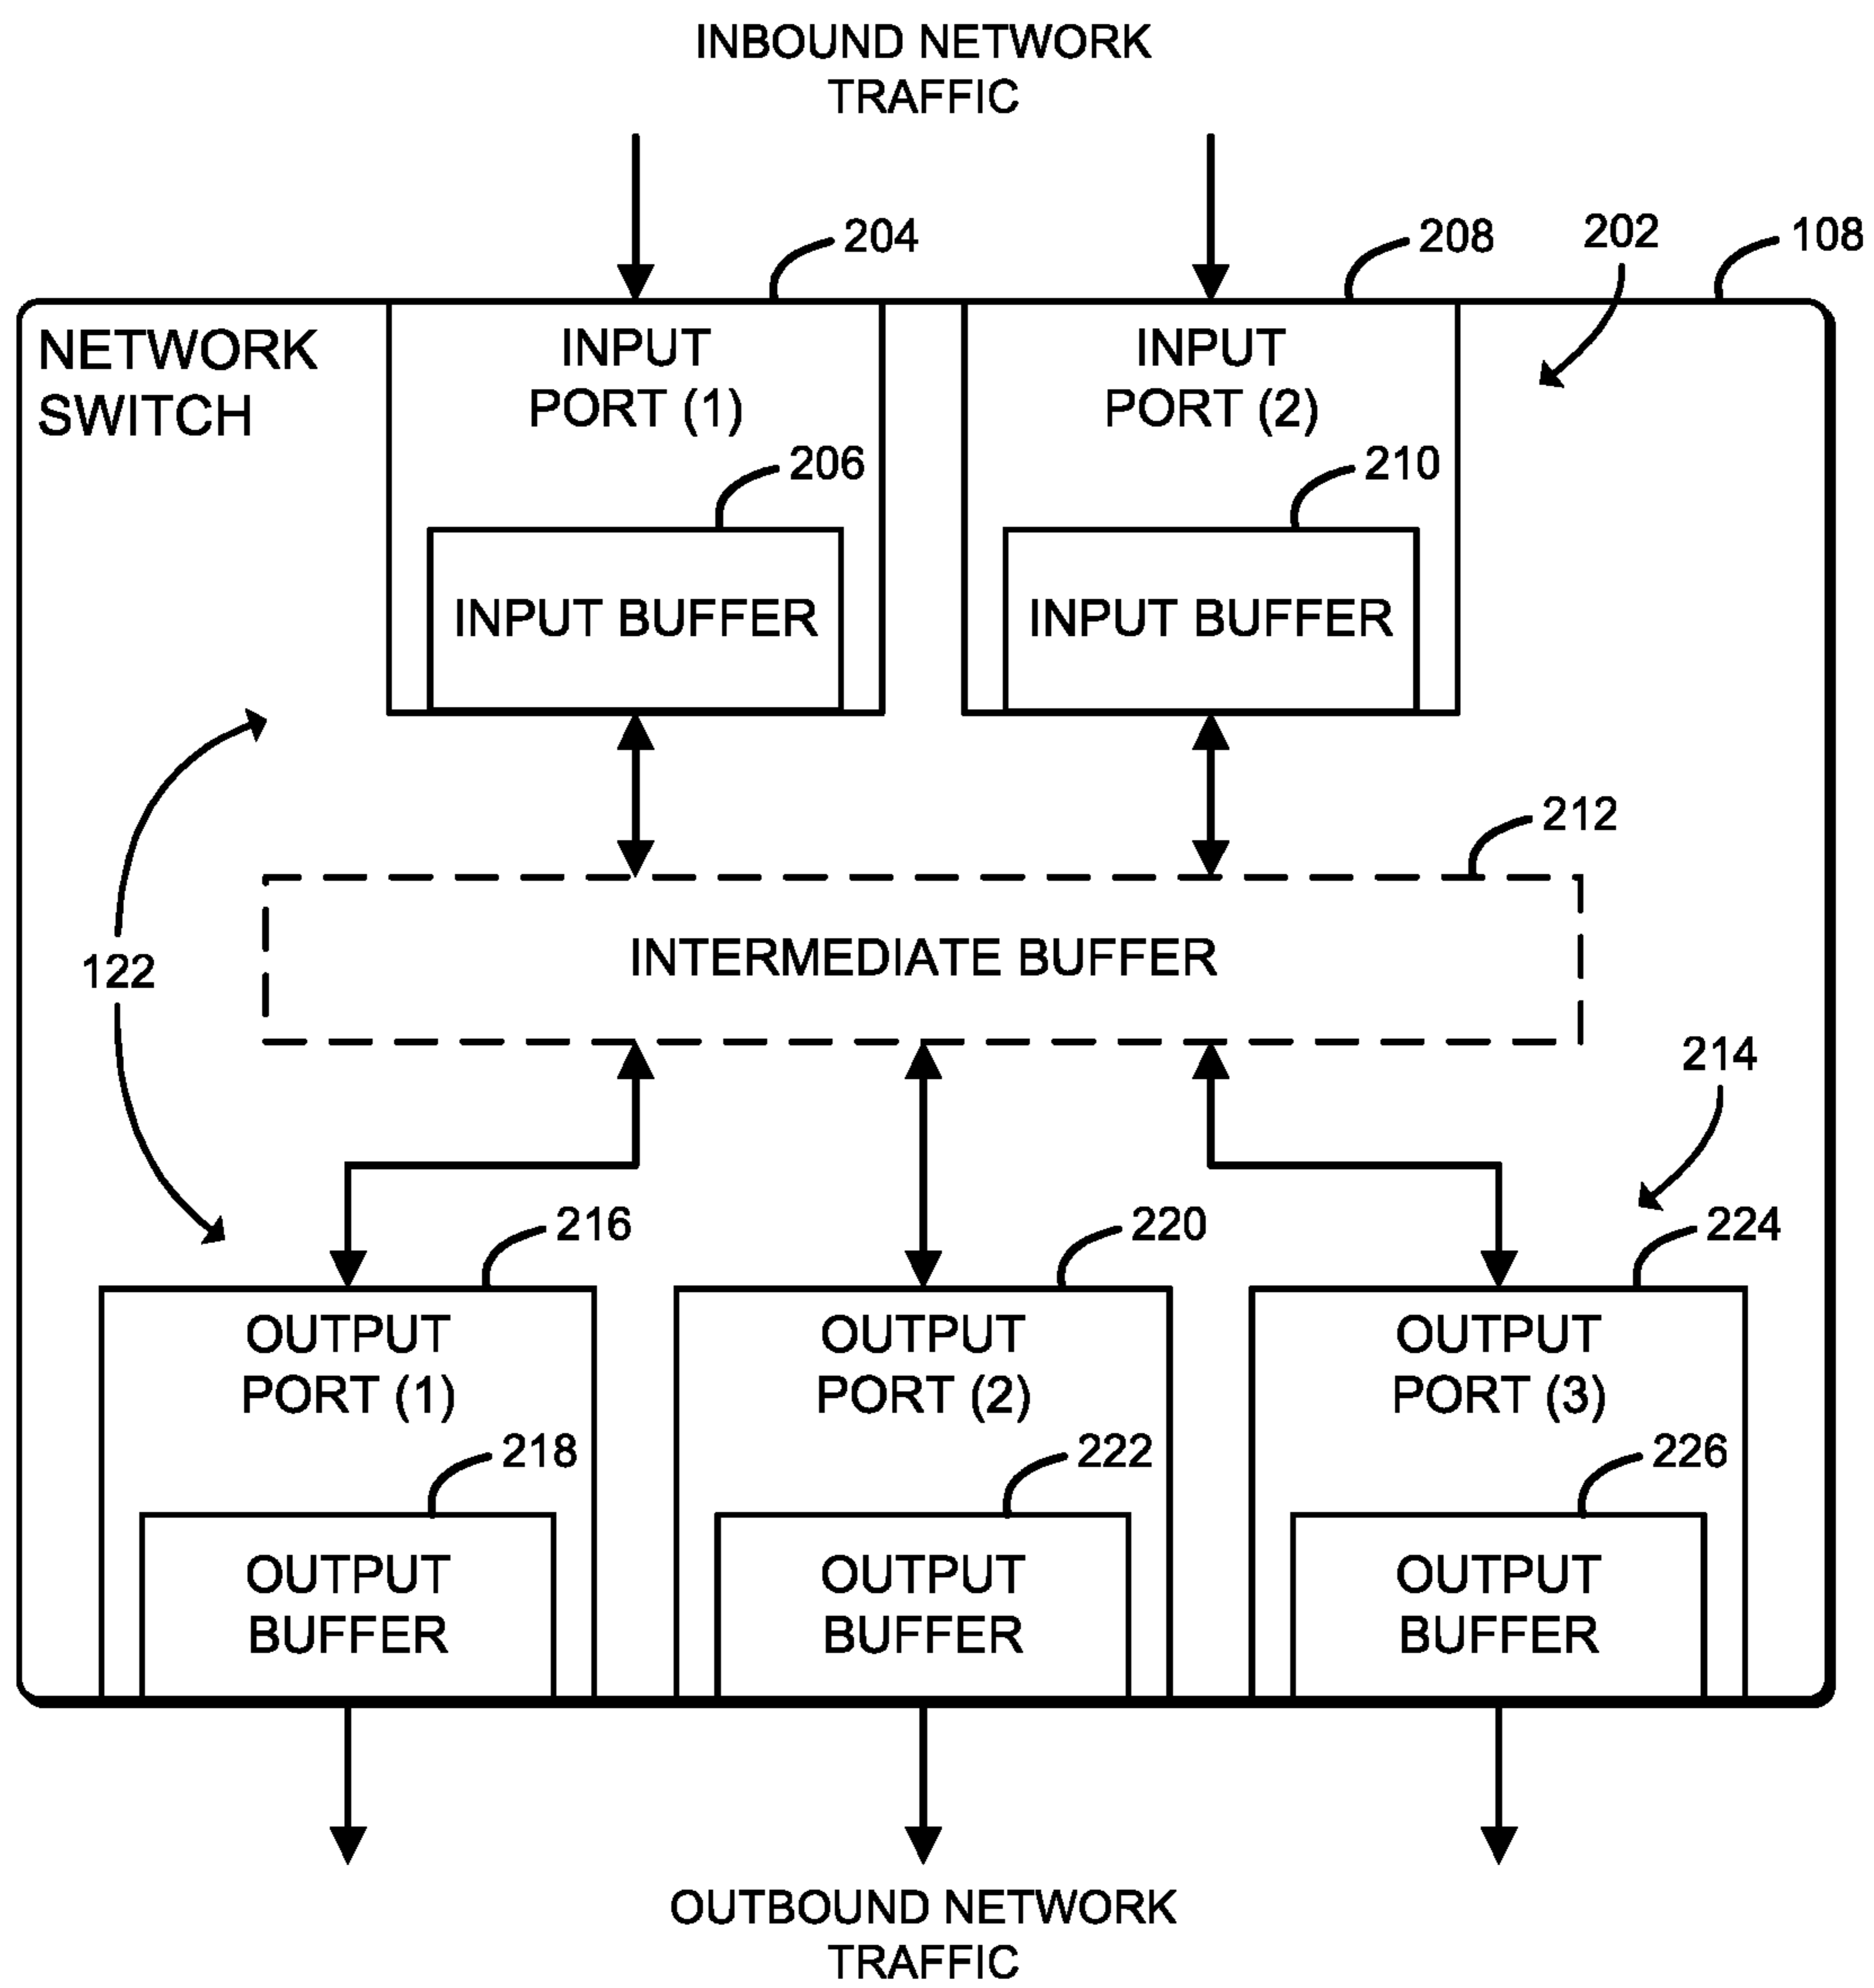 INBOUND NETWORK
TRAFFIC
204
208
202
108
NETWORK
SWITCH
INPUT
PORT (1)
INPUT
PORT (2)
206
210
INPUT BUFFER
INPUT BUFFER
212
INTERMEDIATE BUFFER
122
214
216
220
224
OUTPUT
PORT (1)
OUTPUT
PORT (2)
OUTPUT
PORT (3)
218
222
226
OUTPUT
BUFFER
OUTPUT
BUFFER
OUTPUT
BUFFER
OUTBOUND NETWORK
TRAFFIC